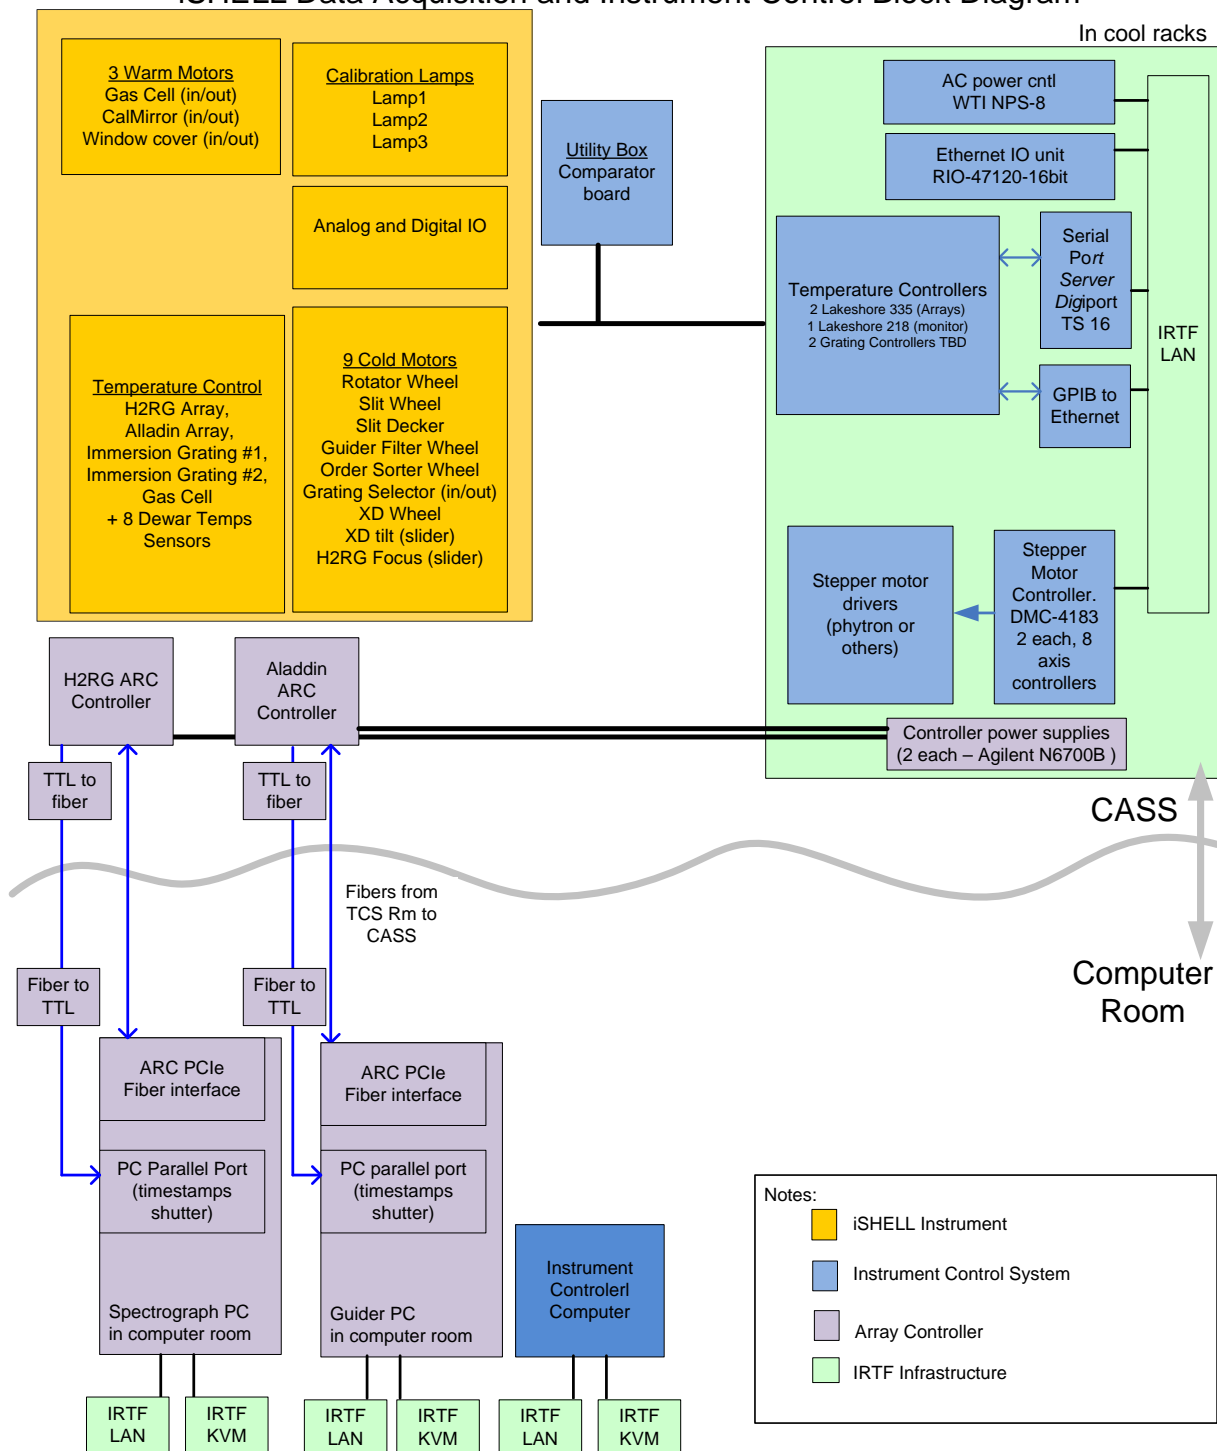 iSHELL Data Acquisition and Instrument Control Block Diagram
In cool racks
3 Warm Motors
Gas Cell (in/out)
CalMirror (in/out)
Window cover (in/out)
Calibration Lamps
Lamp1
Lamp2
Lamp3
Analog and Digital IO
Temperature Control
H2RG Array,
Alladin Array,
Immersion Grating #1,
Immersion Grating #2,
Gas Cell
+ 8 Dewar Temps
Sensors
9 Cold Motors
Rotator Wheel
Slit Wheel
Slit Decker
Guider Filter Wheel
Order Sorter Wheel
Grating Selector (in/out)
XD Wheel
XD tilt (slider)
H2RG Focus (slider)
Utility Box
Comparator
board
AC power cntl
WTI NPS-8
Ethernet IO unit
RIO-47120-16bit
Temperature Controllers
2 Lakeshore 335 (Arrays)
1 Lakeshore 218 (monitor)
2 Grating Controllers TBD
Serial
Port
Server
Digiport
TS 16
GPIB to
Ethernet
IRTF
LAN
Stepper motor
drivers
(phytron or
others)
Stepper
Motor
Controller.
DMC-4183
2 each, 8
axis
controllers
Controller power supplies
(2 each – Agilent N6700B )
H2RG ARC
Controller
Aladdin
ARC
Controller
TTL to
fiber
TTL to
fiber
CASS
Fibers from
TCS Rm to
CASS
Computer
Room
Fiber to
TTL
Fiber to
TTL
ARC PCIe
Fiber interface
PC Parallel Port
(timestamps
shutter)
Spectrograph PC
in computer room
ARC PCIe
Fiber interface
PC parallel port
(timestamps
shutter)
Guider PC
in computer room
Instrument
Controlerl
Computer
IRTF
LAN
IRTF
KVM
IRTF
LAN
IRTF
KVM
IRTF
LAN
IRTF
KVM
Notes:
iSHELL Instrument
Instrument Control System
Array Controller
IRTF Infrastructure